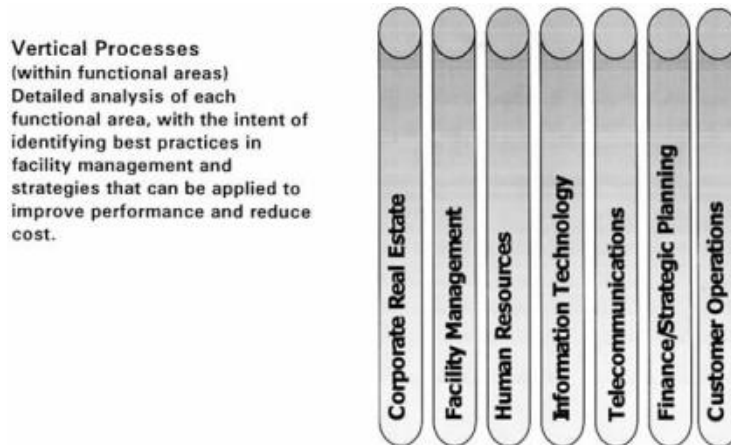 Vertical Processes
(within functional areas)
Detailed analysis of each
functional area, with the intent of
identifying best practices in
facility management and
strategies that can be applied to
improve performance and reduce
cost.
Corporate Real Estate
Facility Management
Human Resources
Information Technology
Telecommunications
Finance/Strategic Planning
Customer Operations